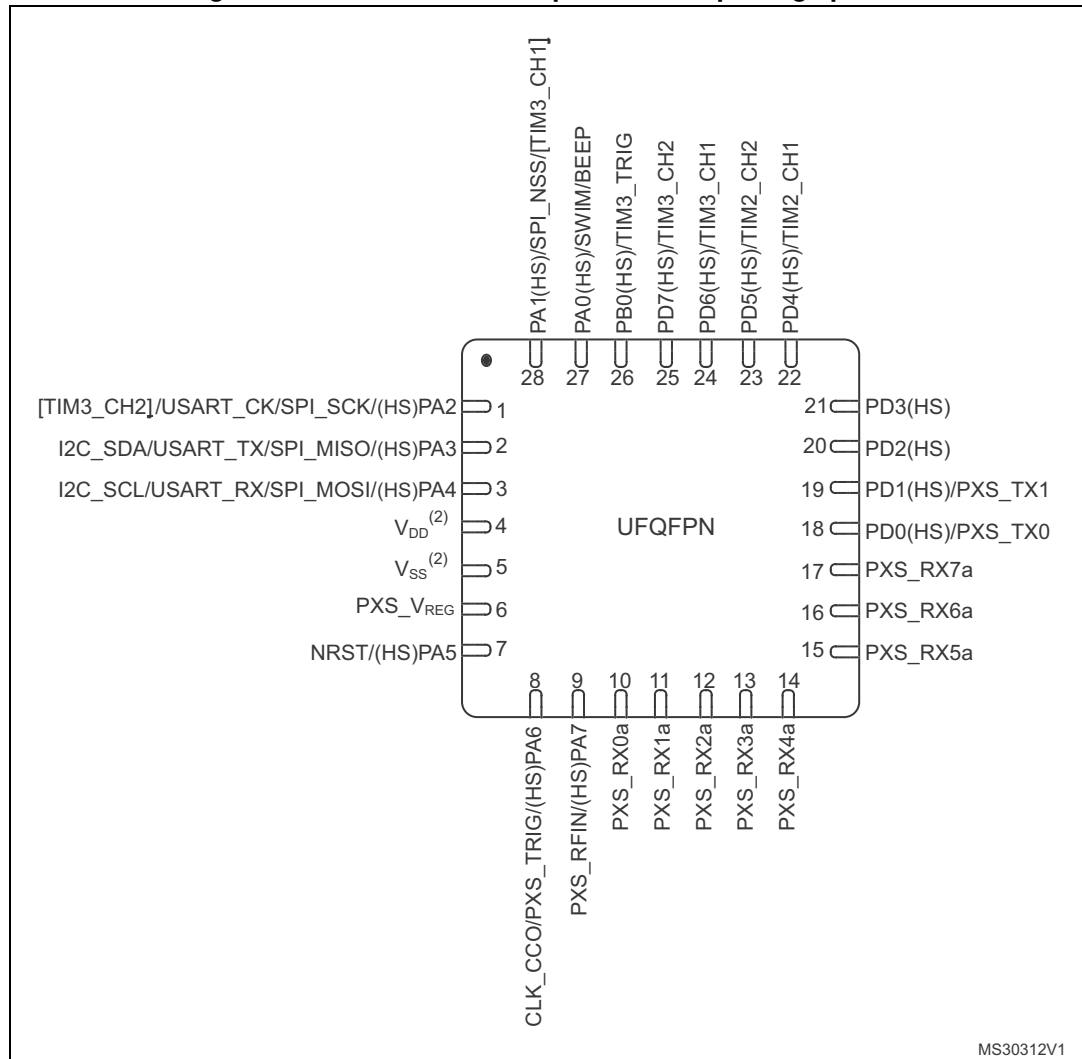 PA1(HS)/SPI_NSS/[TIM3_CH1]
PA0(HS)/SWIM/BEEP
PB0(HS)/TIM3_TRIG
PD7(HS)/TIM3_CH2
PD6(HS)/TIM3_CH1
PD5(HS)/TIM2_CH2
PD4(HS)/TIM2_CH1
28 27 26 25 24 23 22
[TIM3_CH2]/USART_CK/SPI_SCK/(HS)PA2 1
I2C_SDA/USART_TX/SPI_MISO/(HS)PA3 2
I2C_SCL/USART_RX/SPI_MOSI/(HS)PA4 3
VDD(2) 4
VSS(2) 5
PXS_VREG 6
NRST/(HS)PA5 7
UFQFPN
21 PD3(HS)
20 PD2(HS)
19 PD1(HS)/PXS_TX1
18 PD0(HS)/PXS_TX0
17 PXS_RX7a
16 PXS_RX6a
15 PXS_RX5a
8 9 10 11 12 13 14
CLK_CCO/PXS_TRIG/(HS)PA6
PXS_RFIN/(HS)PA7
PXS_RX0a
PXS_RX1a
PXS_RX2a
PXS_RX3a
PXS_RX4a
MS30312V1